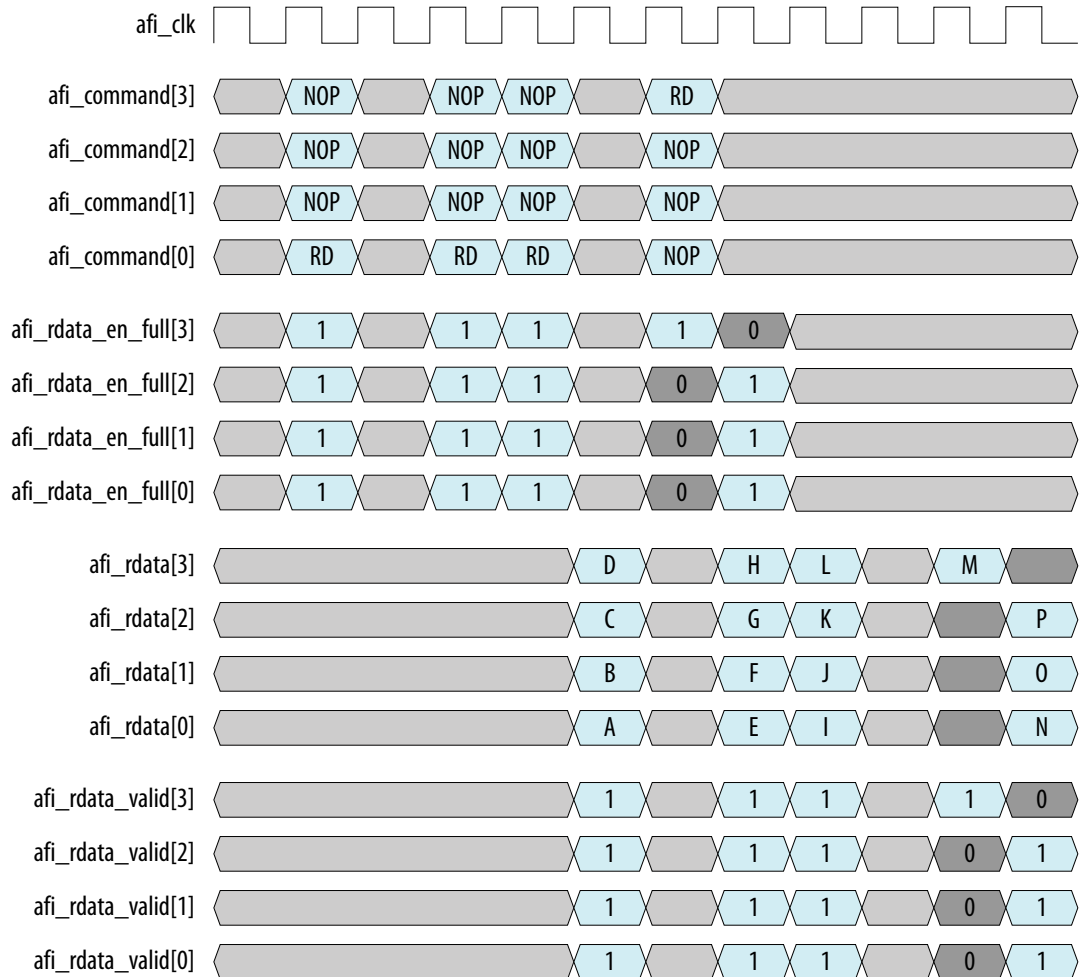 afi_clk
afi_command[3] NOP NOP NOP RD
afi_command[2] NOP NOP NOP NOP
afi_command[1] NOP NOP NOP NOP
afi_command[0] RD RD RD NOP
afi_rdata_en_full[3] 1 1 1 1 0
afi_rdata_en_full[2] 1 1 1 0 1
afi_rdata_en_full[1] 1 1 1 0 1
afi_rdata_en_full[0] 1 1 1 0 1
afi_rdata[3] D H L M
afi_rdata[2] C G K P
afi_rdata[1] B F J O
afi_rdata[0] A E I N
afi_rdata_valid[3] 1 1 1 1 0
afi_rdata_valid[2] 1 1 1 0 1
afi_rdata_valid[1] 1 1 1 0 1
afi_rdata_valid[0] 1 1 1 0 1